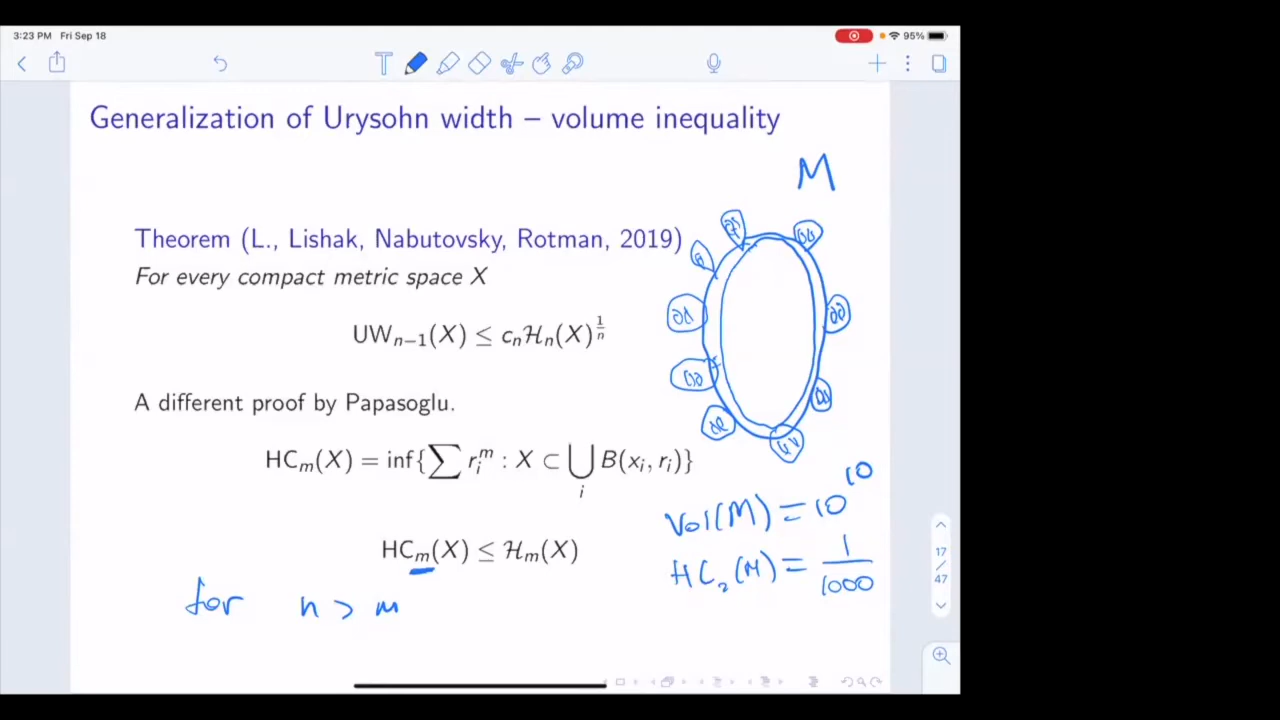 3:23 PM Fri Sep 18
95%
Generalization of Urysohn width – volume inequality
M
Theorem (L., Lishak, Nabutovsky, Rotman, 2019)
For every compact metric space X
UW_{n−1}(X) ≤ c_n ℋ_n(X)^{1/n}
A different proof by Papasoglu.
HC_m(X) = inf{∑ r_i^m : X ⊂ ⋃_i B(x_i, r_i)}
Vol(M) = 10^{10}
HC_m(X) ≤ ℋ_m(X)
HC_2(M) = 1/1000
for n > m
17
/
47